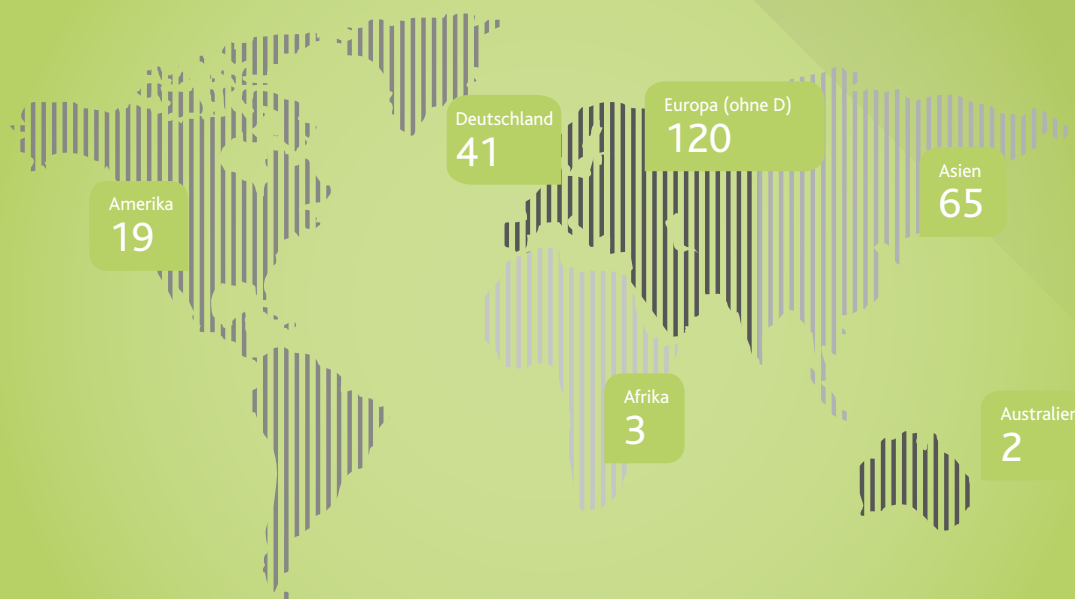 Deutschland
41
Europa (ohne D)
120
Asien
65
Amerika
19
Afrika
3
Australien
2